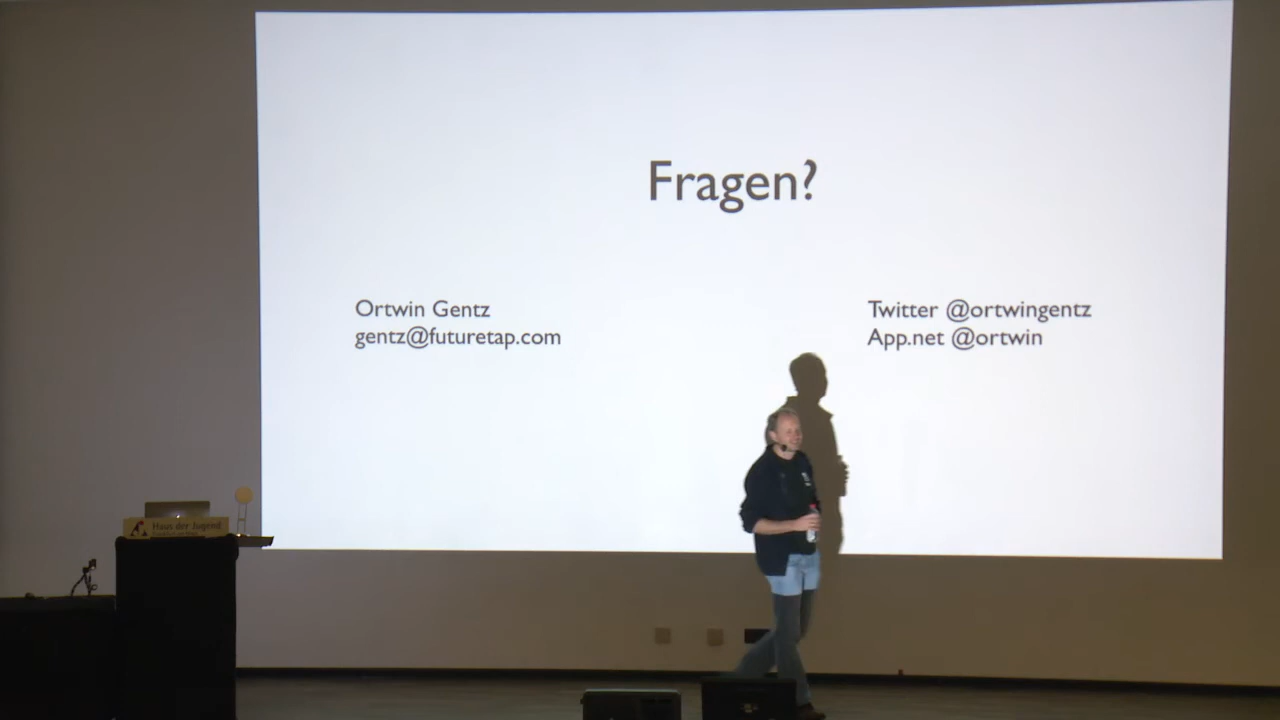 Fragen?
Ortwin Gentz
gentz@futuretap.com
Twitter @ortwingentz
App.net @ortwin
Haus der Jugend